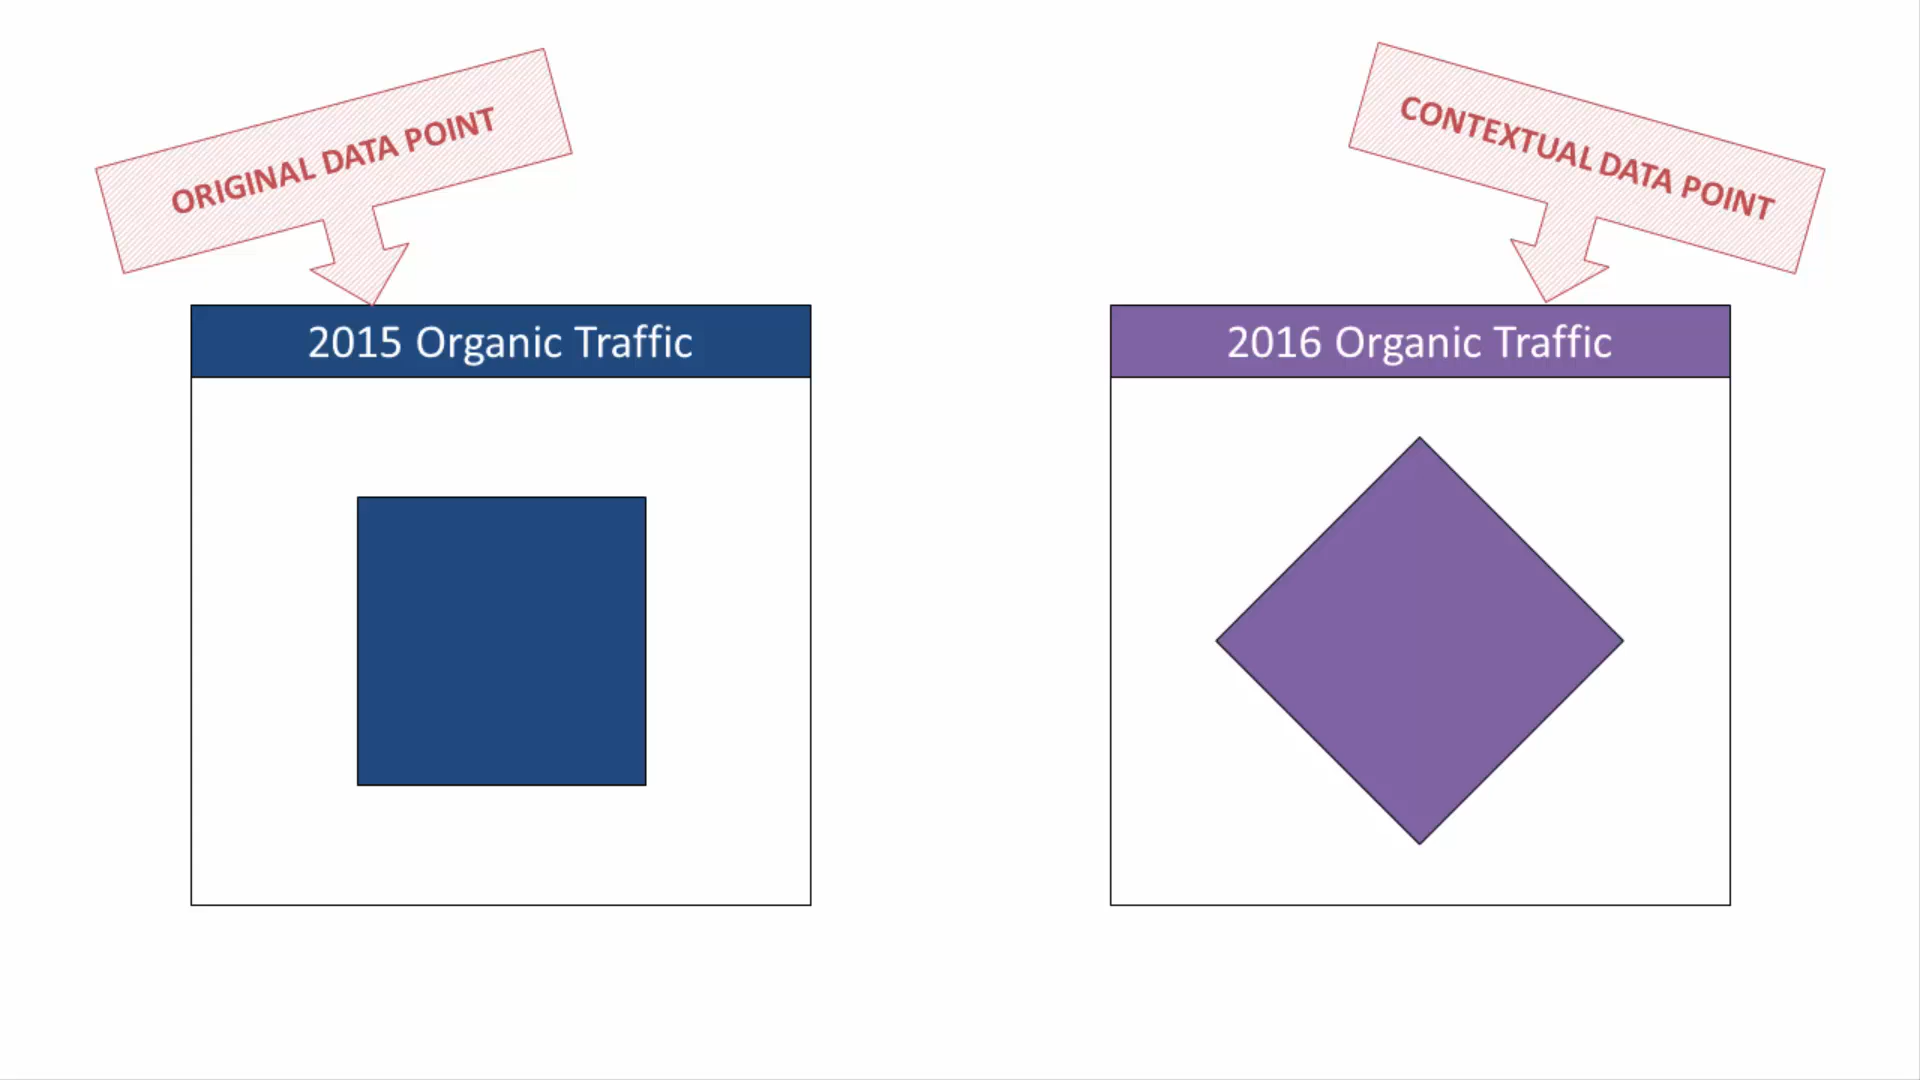 ORIGINAL DATA POINT
CONTEXTUAL DATA POINT
2015 Organic Traffic
2016 Organic Traffic